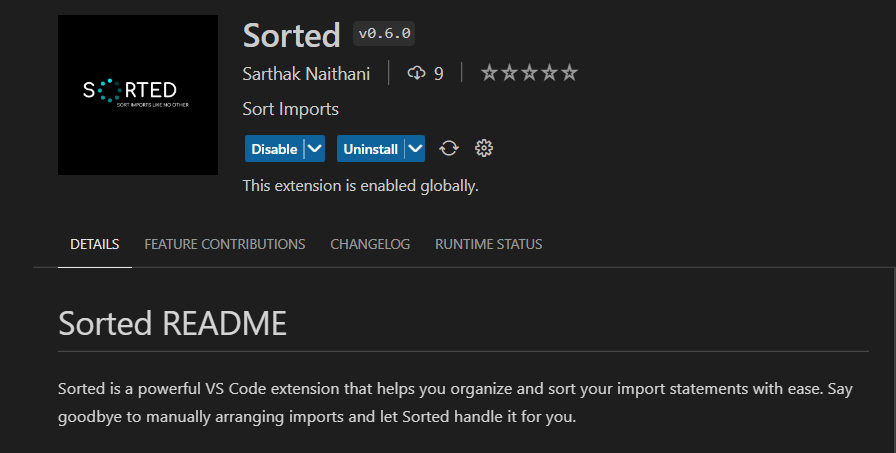 Sorted v0.6.0
SORTED
SORT IMPORTS LIKE NO OTHER
Sarthak Naithani 9
Sort Imports
Disable Uninstall
This extension is enabled globally.
DETAILS FEATURE CONTRIBUTIONS CHANGELOG RUNTIME STATUS
Sorted README
Sorted is a powerful VS Code extension that helps you organize and sort your import statements with ease. Say
goodbye to manually arranging imports and let Sorted handle it for you.